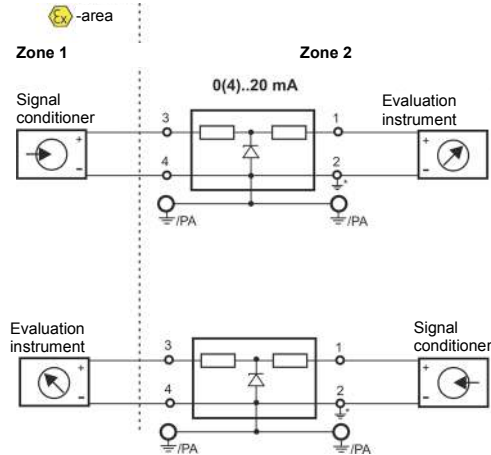 Ex -area
Zone 1
Zone 2
0(4)..20 mA
Signal
conditioner
Evaluation
instrument
3
1
+
+
4
2
-
-
*
/PA
/PA
Evaluation
instrument
Signal
conditioner
3
1
+
+
4
2
-
-
*
/PA
/PA